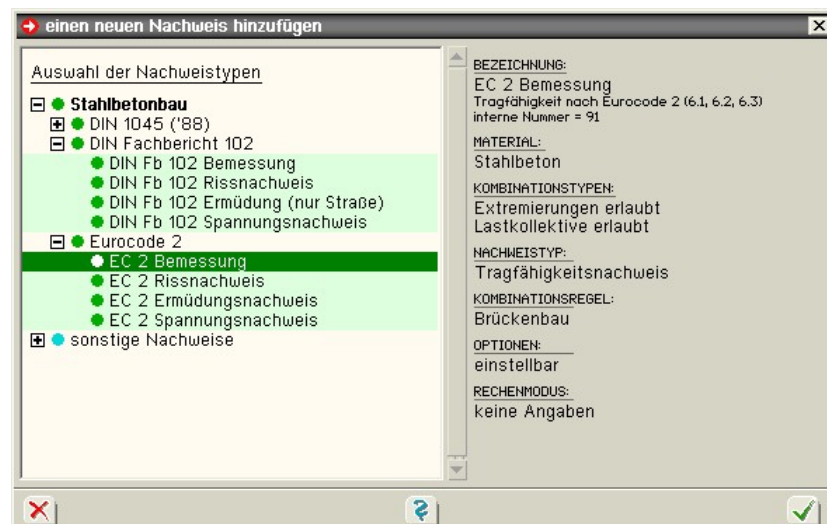 einen neuen Nachweis hinzufügen
Auswahl der Nachweistypen
Stahlbetonbau
DIN 1045 ('88)
DIN Fachbericht 102
DIN Fb 102 Bemessung
DIN Fb 102 Rissnachweis
DIN Fb 102 Ermüdung (nur Straße)
DIN Fb 102 Spannungsnachweis
Eurocode 2
EC 2 Bemessung
EC 2 Rissnachweis
EC 2 Ermüdungsnachweis
EC 2 Spannungsnachweis
sonstige Nachweise
BEZEICHNUNG:
EC 2 Bemessung
Tragfähigkeit nach Eurocode 2 (6.1, 6.2, 6.3)
interne Nummer = 91
MATERIAL:
Stahlbeton
KOMBINATIONSTYPEN:
Extremierungen erlaubt
Lastkollektive erlaubt
NACHWEISTYP:
Tragfähigkeitsnachweis
KOMBINATIONSREGEL:
Brückenbau
OPTIONEN:
einstellbar
RECHENMODUS:
keine Angaben